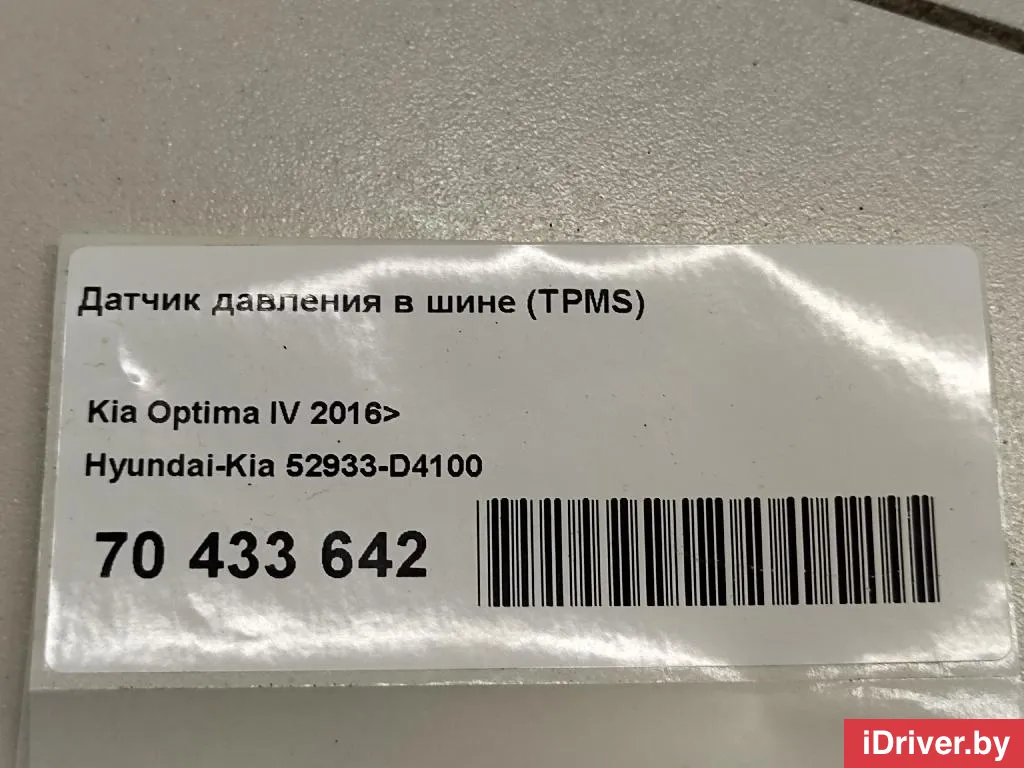 Датчик давления в шине (TPMS)
Kia Optima IV 2016>
Hyundai-Kia 52933-D4100
70 433 642
iDriver.by